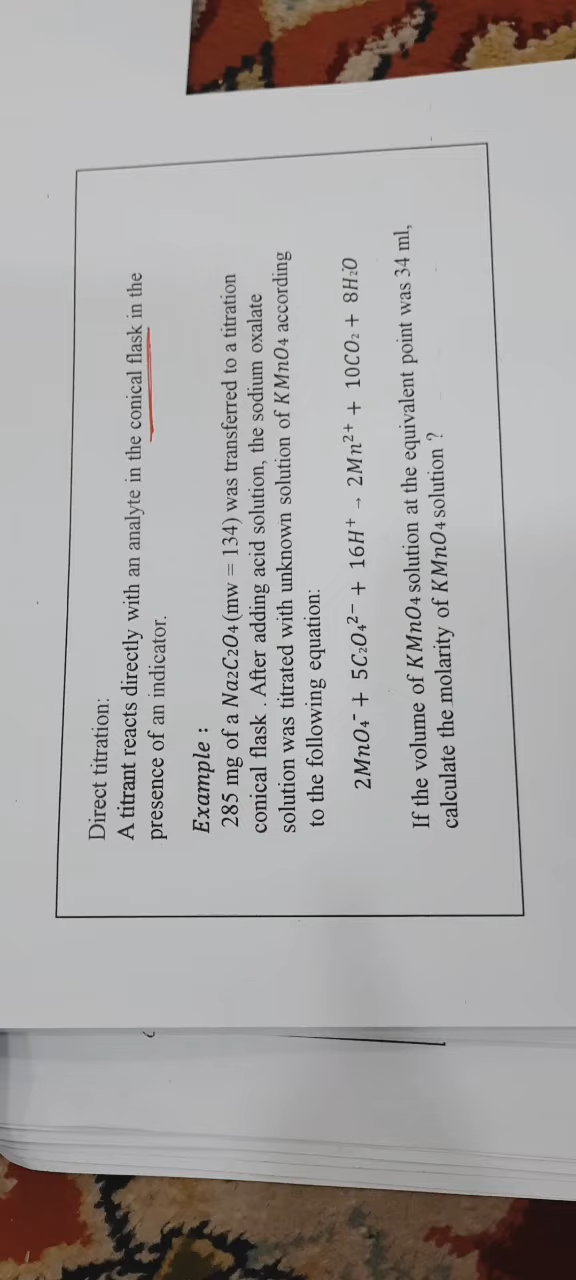 Direct titration:
A titrant reacts directly with an analyte in the conical flask in the
presence of an indicator.
Example :
285 mg of a Na2C2O4 (mw = 134) was transferred to a titration
conical flask . After adding acid solution, the sodium oxalate
solution was titrated with unknown solution of KMnO4 according
to the following equation:
2MnO₄⁻ + 5C₂O₄²⁻ + 16H⁺ → 2Mn²⁺ + 10CO₂ + 8H₂O
If the volume of KMnO4 solution at the equivalent point was 34 ml,
calculate the molarity of KMnO4 solution ?